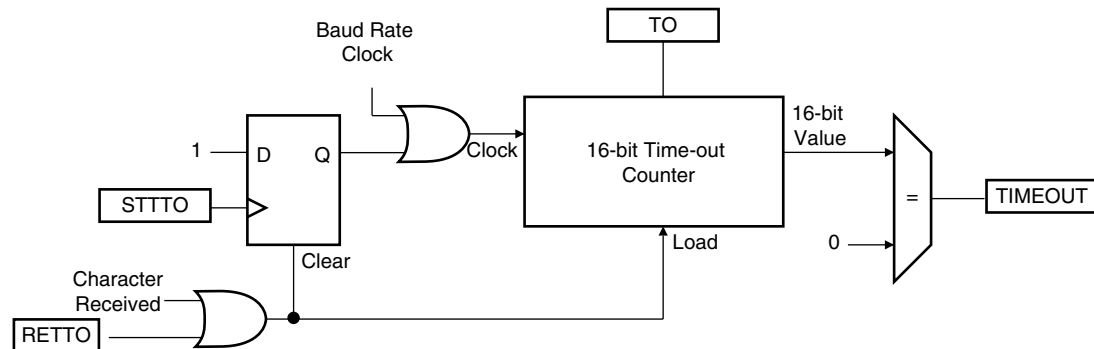 TO
Baud Rate
Clock
1
D
Q
Clock
16-bit Time-out
Counter
16-bit
Value
=
TIMEOUT
STTTO
0
Load
Clear
Character
Received
RETTO